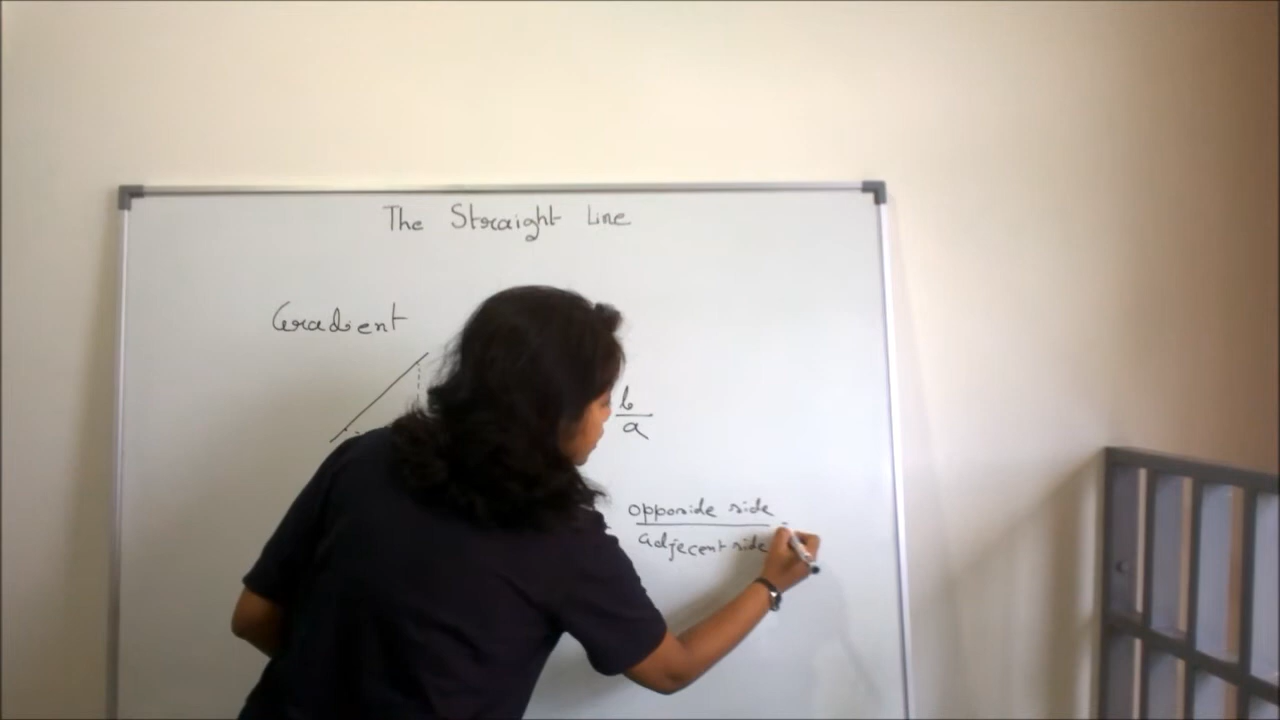 The Straight Line
Gradient
b
a
opposide side
adjecent side